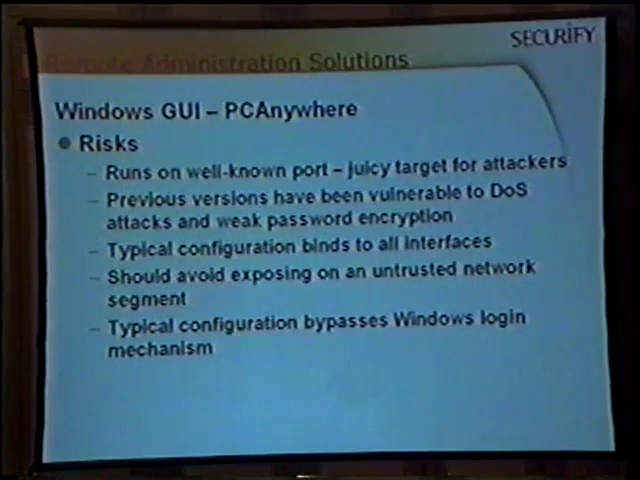 SECURIFY
Remote Administration Solutions
Windows GUI – PCAnywhere
Risks
– Runs on well-known port – juicy target for attackers
– Previous versions have been vulnerable to DoS
attacks and weak password encryption
– Typical configuration binds to all interfaces
– Should avoid exposing on an untrusted network
segment
– Typical configuration bypasses Windows login
mechanism